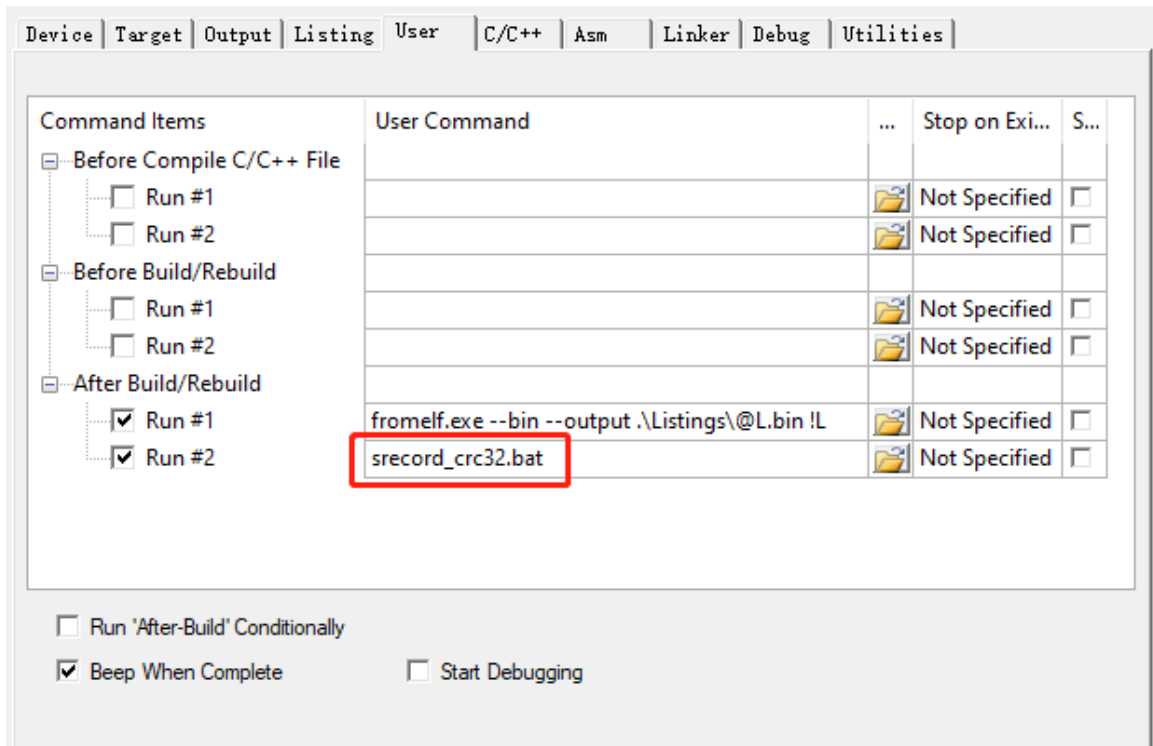 Device Target Output Listing User C/C++ Asm Linker Debug Utilities
Command Items User Command ... Stop on Exi... S...
Before Compile C/C++ File
Run #1 Not Specified
Run #2 Not Specified
Before Build/Rebuild
Run #1 Not Specified
Run #2 Not Specified
After Build/Rebuild
Run #1 fromelf.exe --bin --output .\Listings\@L.bin !L Not Specified
Run #2 srecord_crc32.bat Not Specified
Run 'After-Build' Conditionally
Beep When Complete Start Debugging